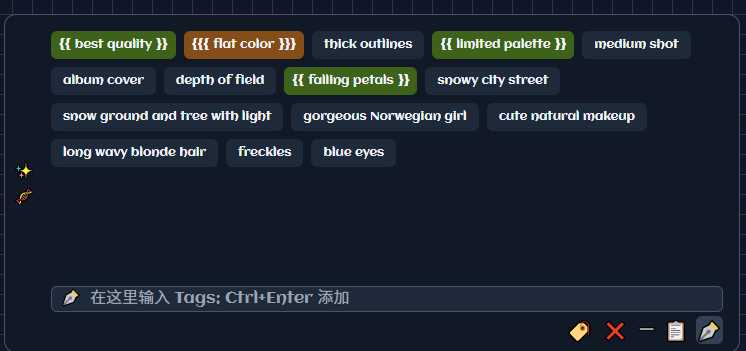 {{ best quality }} {{{ flat color }}} thick outlines {{ limited palette }} medium shot
album cover depth of field {{ falling petals }} snowy city street
snow ground and tree with light gorgeous Norwegian girl cute natural makeup
long wavy blonde hair freckles blue eyes
在这里输入 Tags; Ctrl+Enter 添加